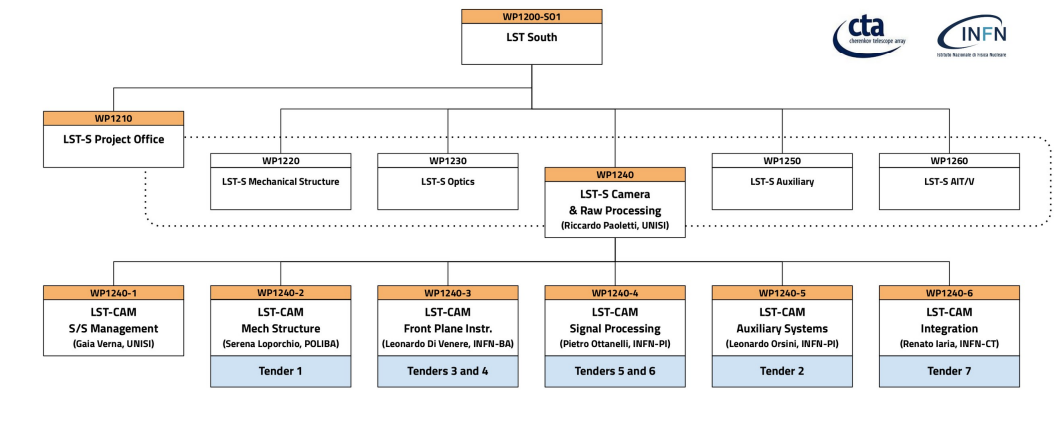 WP1200-SO1
LST South
cta
cherenkov telescope array
INFN
Istituto Nazionale di Fisica Nucleare
WP1210
LST-S Project Office
WP1220
LST-S Mechanical Structure
WP1230
LST-S Optics
WP1240
LST-S Camera
& Raw Processing
(Riccardo Paoletti, UNISI)
WP1250
LST-S Auxiliary
WP1260
LST-S AIT/V
WP1240-1
LST-CAM
S/S Management
(Gaia Verna, UNISI)
WP1240-2
LST-CAM
Mech Structure
(Serena Loporchio, POLIBA)
Tender 1
WP1240-3
LST-CAM
Front Plane Instr.
(Leonardo Di Venere, INFN-BA)
Tenders 3 and 4
WP1240-4
LST-CAM
Signal Processing
(Pietro Ottanelli, INFN-PI)
Tenders 5 and 6
WP1240-5
LST-CAM
Auxiliary Systems
(Leonardo Orsini, INFN-PI)
Tender 2
WP1240-6
LST-CAM
Integration
(Renato Iaria, INFN-CT)
Tender 7